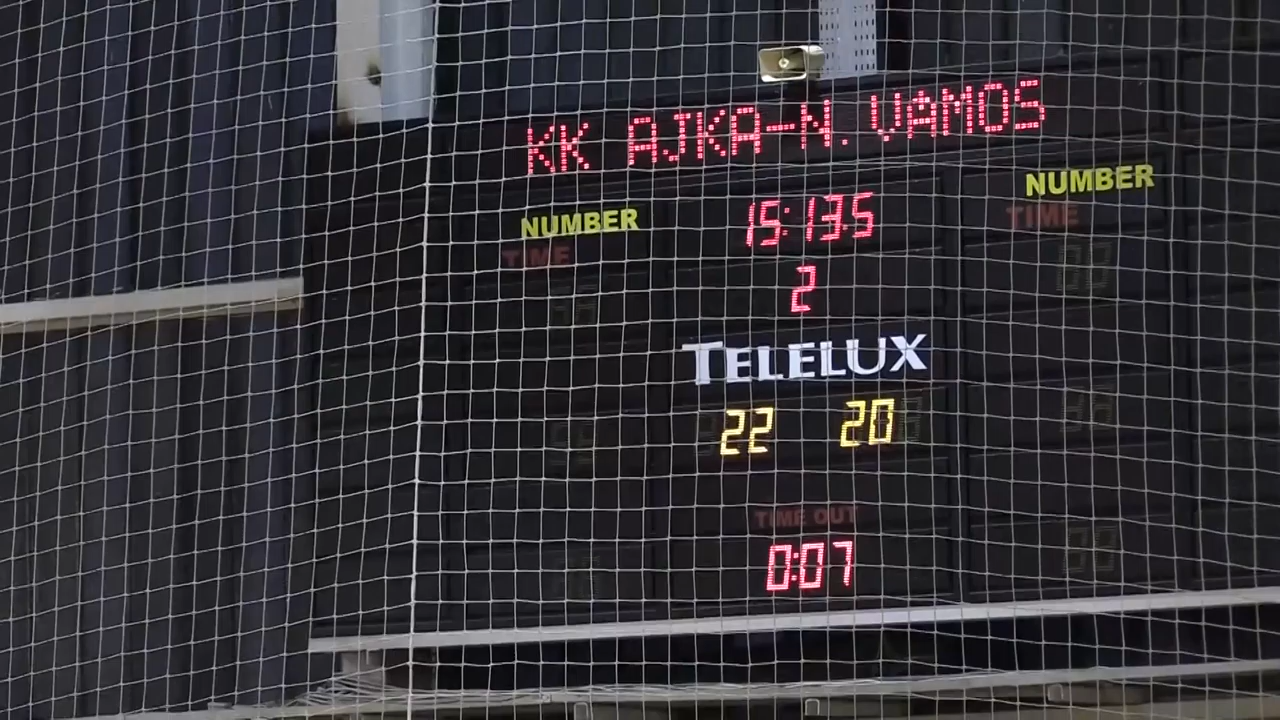 KK AJKA-N. VAMOS
NUMBER
15:13.5
NUMBER
TIME
TIME
2
TELELUX
22 20
TIME OUT
0:07